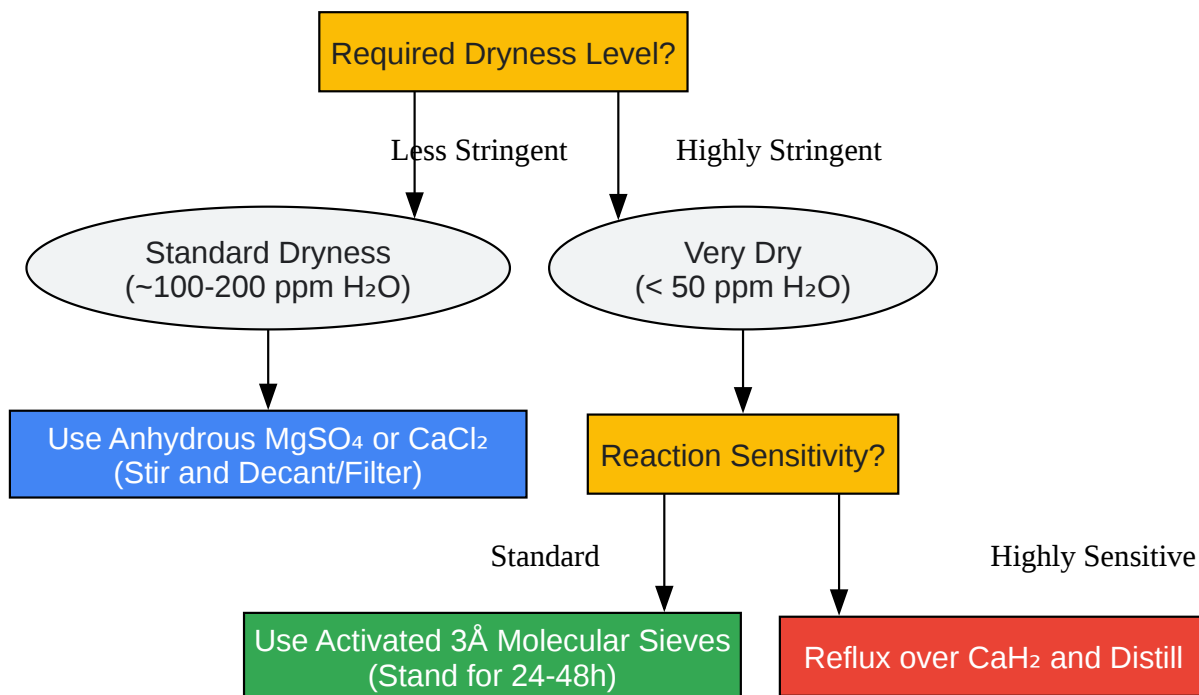 Required Dryness Level?
Less Stringent
Highly Stringent
Standard Dryness
(~100-200 ppm H₂O)
Very Dry
(< 50 ppm H₂O)
Use Anhydrous MgSO₄ or CaCl₂
(Stir and Decant/Filter)
Reaction Sensitivity?
Standard
Highly Sensitive
Use Activated 3Å Molecular Sieves
(Stand for 24-48h)
Reflux over CaH₂ and Distill